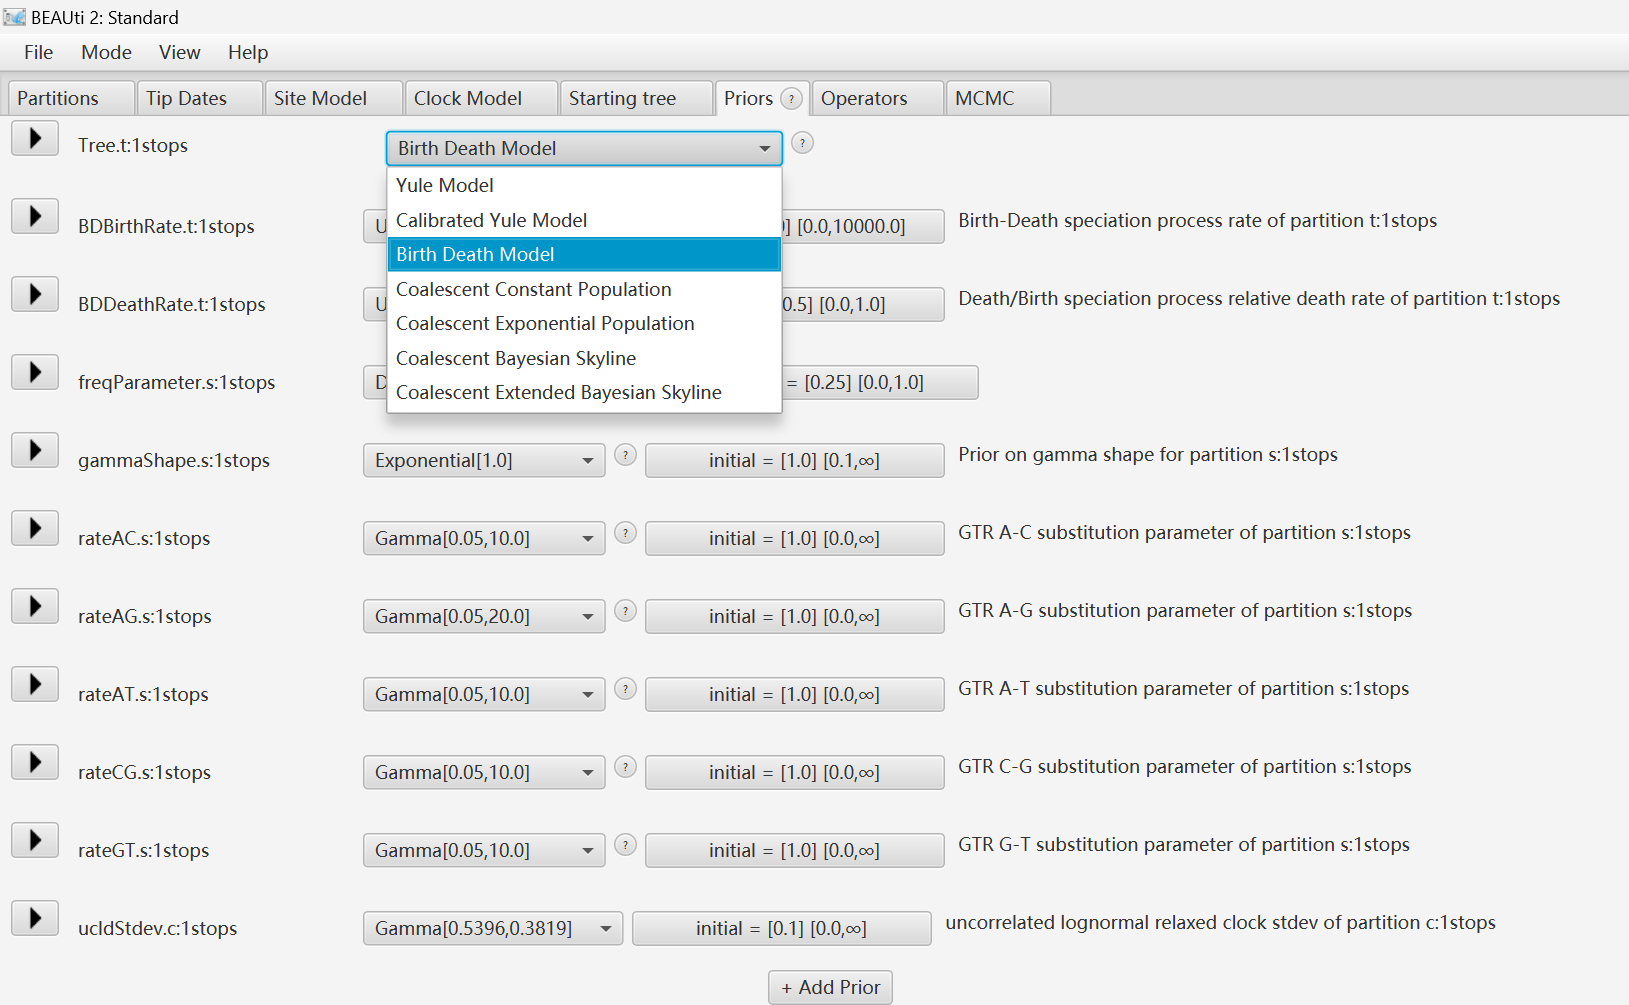 BEAUti 2: Standard
File Mode View Help
Partitions Tip Dates Site Model Clock Model Starting tree Priors ? Operators MCMC
Tree.t:1stops Birth Death Model ?
Yule Model
Calibrated Yule Model
Birth Death Model
Coalescent Constant Population
Coalescent Exponential Population
Coalescent Bayesian Skyline
Coalescent Extended Bayesian Skyline
BDBirthRate.t:1stops [0.0,10000.0] Birth-Death speciation process rate of partition t:1stops
BDDeathRate.t:1stops 0.5] [0.0,1.0] Death/Birth speciation process relative death rate of partition t:1stops
freqParameter.s:1stops = [0.25] [0.0,1.0]
gammaShape.s:1stops Exponential[1.0] ? initial = [1.0] [0.1,∞] Prior on gamma shape for partition s:1stops
rateAC.s:1stops Gamma[0.05,10.0] ? initial = [1.0] [0.0,∞] GTR A-C substitution parameter of partition s:1stops
rateAG.s:1stops Gamma[0.05,20.0] ? initial = [1.0] [0.0,∞] GTR A-G substitution parameter of partition s:1stops
rateAT.s:1stops Gamma[0.05,10.0] ? initial = [1.0] [0.0,∞] GTR A-T substitution parameter of partition s:1stops
rateCG.s:1stops Gamma[0.05,10.0] ? initial = [1.0] [0.0,∞] GTR C-G substitution parameter of partition s:1stops
rateGT.s:1stops Gamma[0.05,10.0] ? initial = [1.0] [0.0,∞] GTR G-T substitution parameter of partition s:1stops
ucldStdev.c:1stops Gamma[0.5396,0.3819] initial = [0.1] [0.0,∞] uncorrelated lognormal relaxed clock stdev of partition c:1stops
+ Add Prior